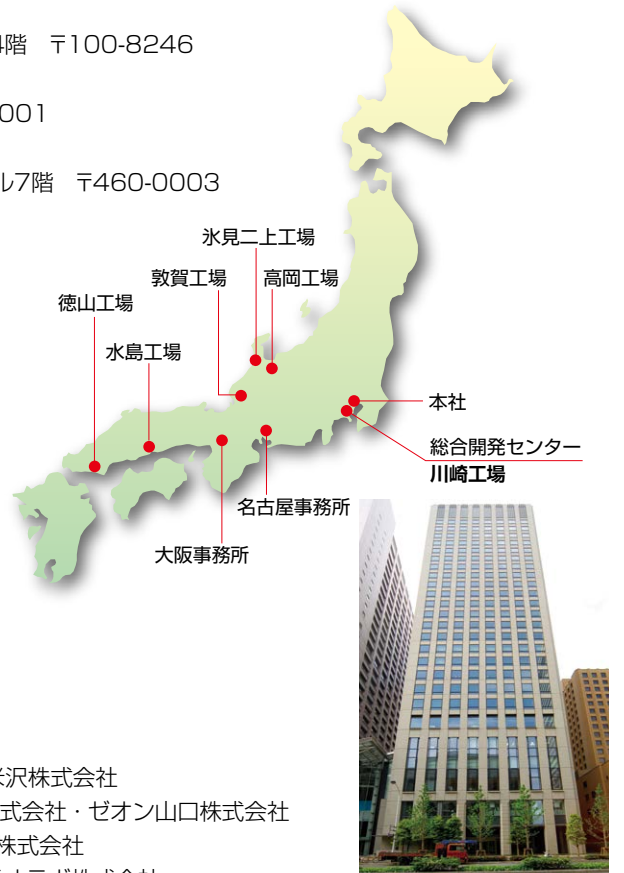 階 〒100-8246
001
ル7階 〒460-0003
氷見二上工場
敦賀工場
高岡工場
徳山工場
水島工場
本社
総合開発センター
川崎工場
名古屋事務所
大阪事務所
米沢株式会社
式会社・ゼオン山口株式会社
株式会社